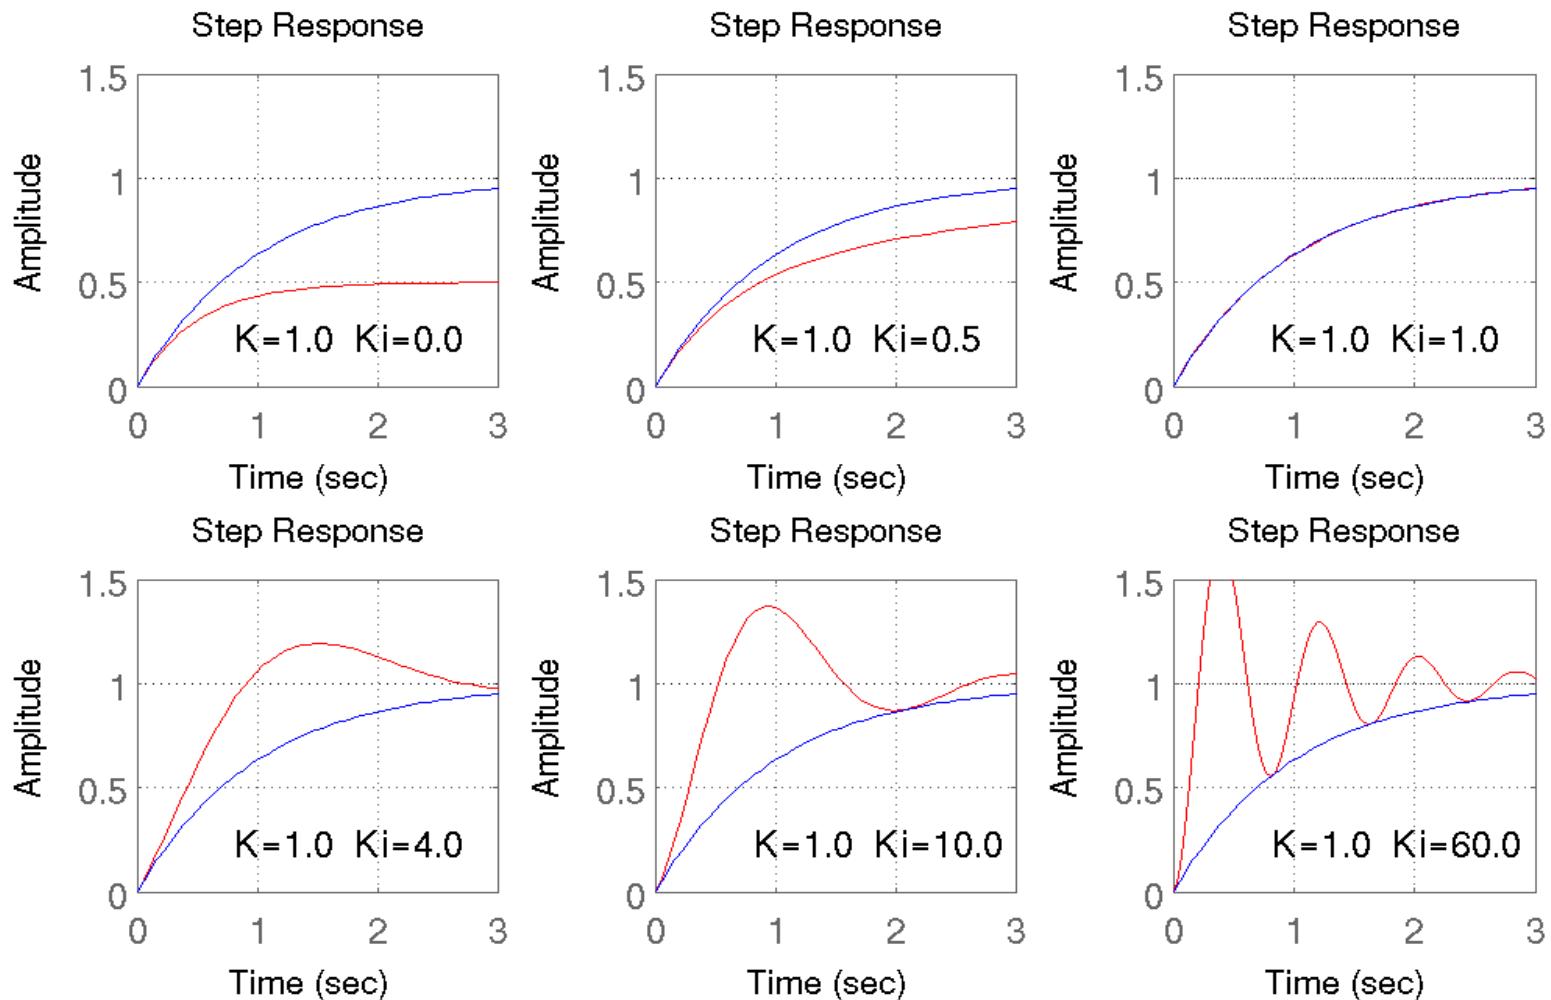 Step Response
Step Response
Step Response
1.5
1
0.5
0
Amplitude
K=1.0 Ki=0.0
0 1 2 3
Time (sec)
1.5
1
0.5
0
Amplitude
K=1.0 Ki=0.5
0 1 2 3
Time (sec)
1.5
1
0.5
0
Amplitude
K=1.0 Ki=1.0
0 1 2 3
Time (sec)
Step Response
Step Response
Step Response
1.5
1
0.5
0
Amplitude
K=1.0 Ki=4.0
0 1 2 3
Time (sec)
1.5
1
0.5
0
Amplitude
K=1.0 Ki=10.0
0 1 2 3
Time (sec)
1.5
1
0.5
0
Amplitude
K=1.0 Ki=60.0
0 1 2 3
Time (sec)